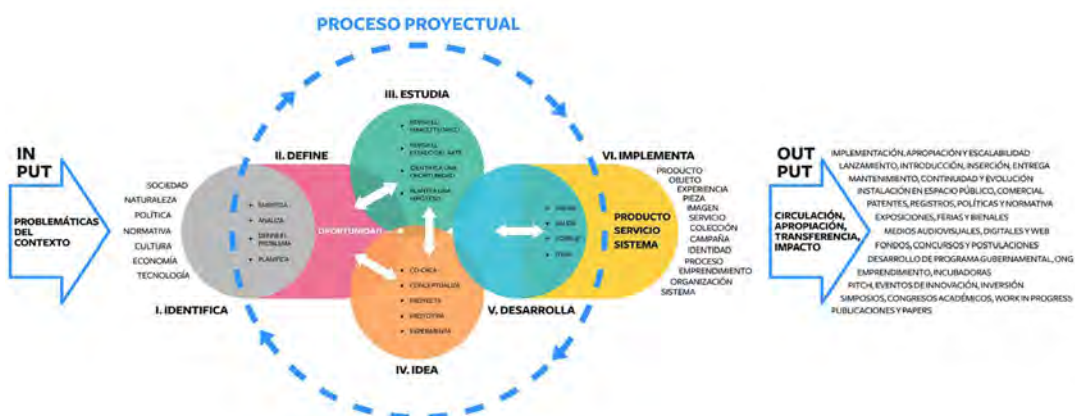 PROCESO PROYECTUAL
IN
PUT
PROBLEMÁTICAS
DEL
CONTEXTO
SOCIEDAD
NATURALEZA
POLÍTICA
NORMATIVA
CULTURA
ECONOMÍA
TECNOLOGÍA
I. IDENTIFICA
II. DEFINE
ANALIZA
PROBLEMA
PLANIFICA
OPORTUNIDAD
III. ESTUDIA
IDENTIFICA UNA
OPORTUNIDAD
PLANTEA UNA
HIPÓTESIS
CO-CREA
CONCEPTUALIZA
PROYECTA
PROTOTIPA
EXPERIMENTA
IV. IDEA
V. DESARROLLA
VI. IMPLEMENTA
PRODUCTO
SERVICIO
SISTEMA
PRODUCTO
OBJETO
EXPERIENCIA
PIEZA
IMAGEN
SERVICIO
COLECCIÓN
CAMPAÑA
IDENTIDAD
PROCESO
EMPRENDIMIENTO
ORGANIZACIÓN
SISTEMA
OUT
PUT
CIRCULACIÓN,
APROPIACIÓN,
TRANSFERENCIA,
IMPACTO
IMPLEMENTACIÓN, APROPIACIÓN Y ESCALABILIDAD
LANZAMIENTO, INTRODUCCIÓN, INSERCIÓN, ENTREGA
MANTENIMIENTO, CONTINUIDAD Y EVOLUCIÓN
INSTALACIÓN EN ESPACIO PÚBLICO, COMERCIAL
PATENTES, REGISTROS, POLÍTICAS Y NORMATIVA
EXPOSICIONES, FERIAS Y BIENALES
MEDIOS AUDIOVISUALES, DIGITALES Y WEB
FONDOS, CONCURSOS Y POSTULACIONES
DESARROLLO DE PROGRAMA GUBERNAMENTAL, ONG
EMPRENDIMIENTO, INCUBADORAS
PITCH, EVENTOS DE INNOVACIÓN, INVERSIÓN
SIMPOSIOS, CONGRESOS ACADÉMICOS, WORK IN PROGRESS
PUBLICACIONES Y PAPERS